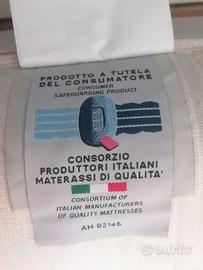 PRODOTTO A TUTELA
DEL CONSUMATORE
CONSUMER
SAFEGUARDING PRODUCT
Q
CONSORZIO
PRODUTTORI ITALIANI
MATERASSI DI QUALITA'
CONSORTIUM OF
ITALIAN MANUFACTURERS
OF QUALITY MATTRESSES
AH 92145
subito